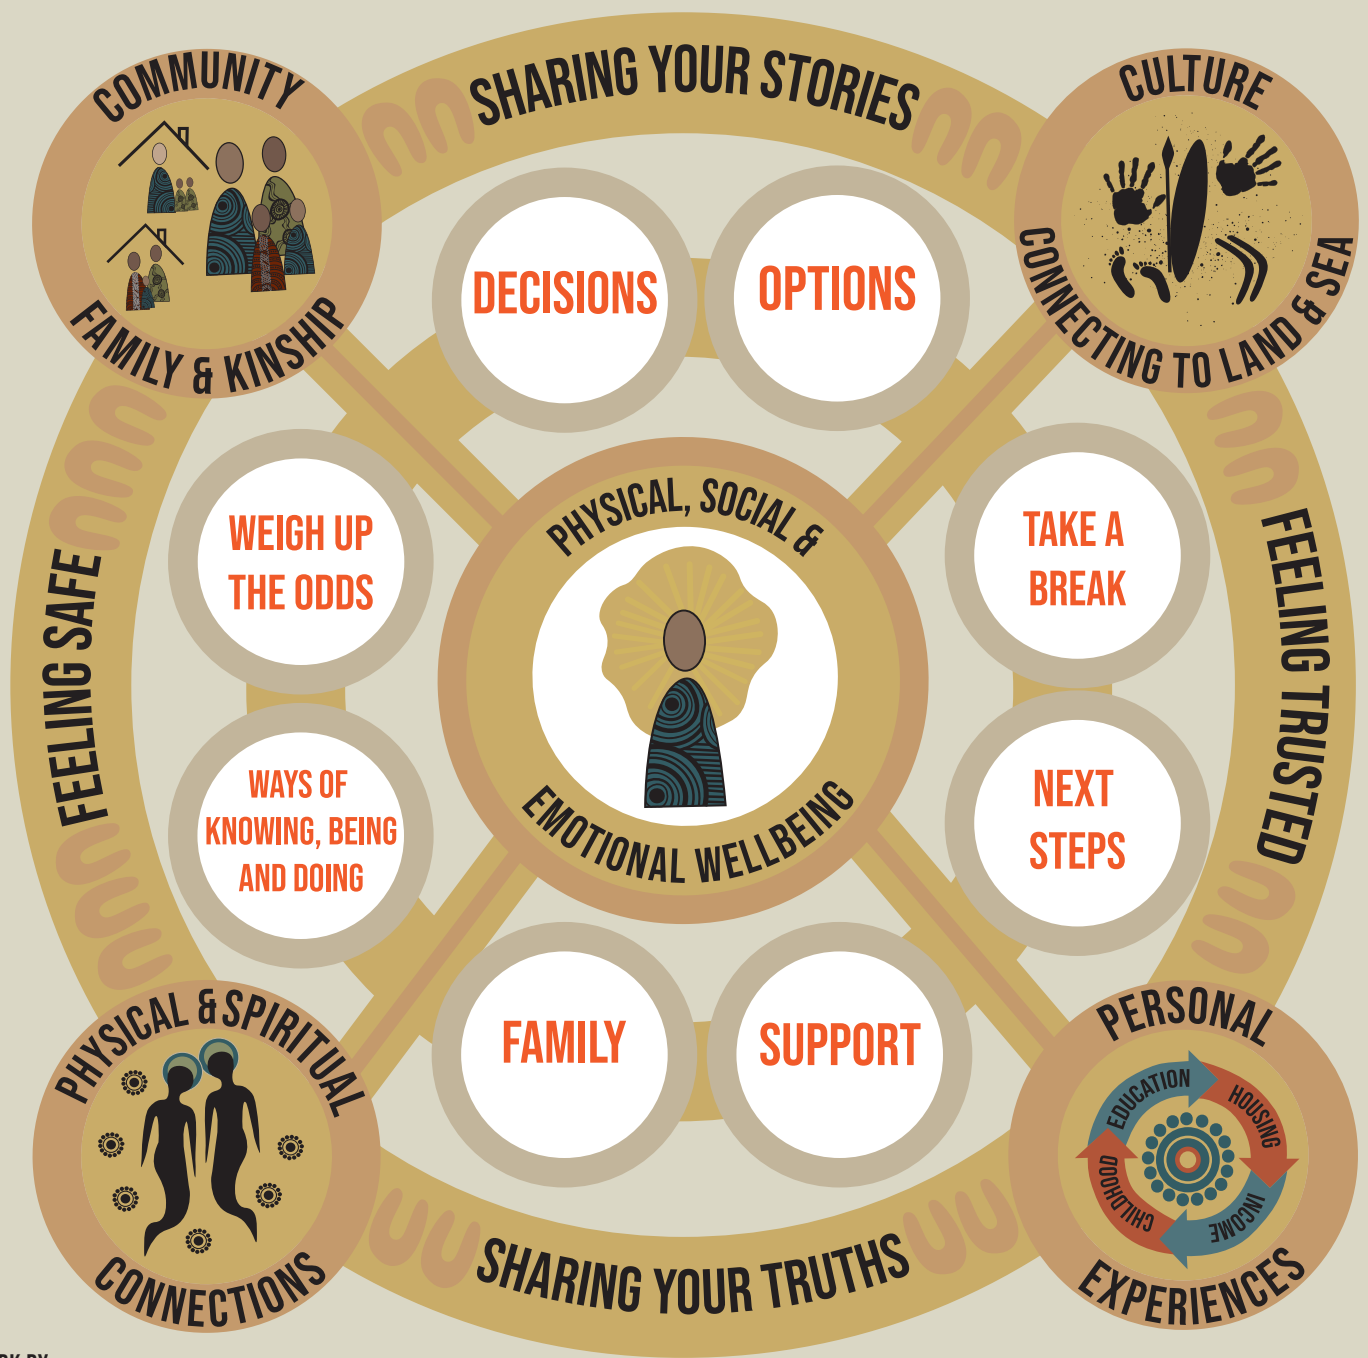 SHARING YOUR STORIES
COMMUNITY
FAMILY & KINSHIP
CULTURE
CONNECTING TO LAND & SEA
DECISIONS
OPTIONS
WEIGH UP
THE ODDS
TAKE A
BREAK
PHYSICAL, SOCIAL &
EMOTIONAL WELLBEING
FEELING SAFE
FEELING TRUSTED
WAYS OF
KNOWING, BEING
AND DOING
NEXT
STEPS
FAMILY
SUPPORT
PHYSICAL & SPIRITUAL
CONNECTIONS
PERSONAL
EDUCATION
HOUSING
INCOME
CHILDHOOD
EXPERIENCES
SHARING YOUR TRUTHS